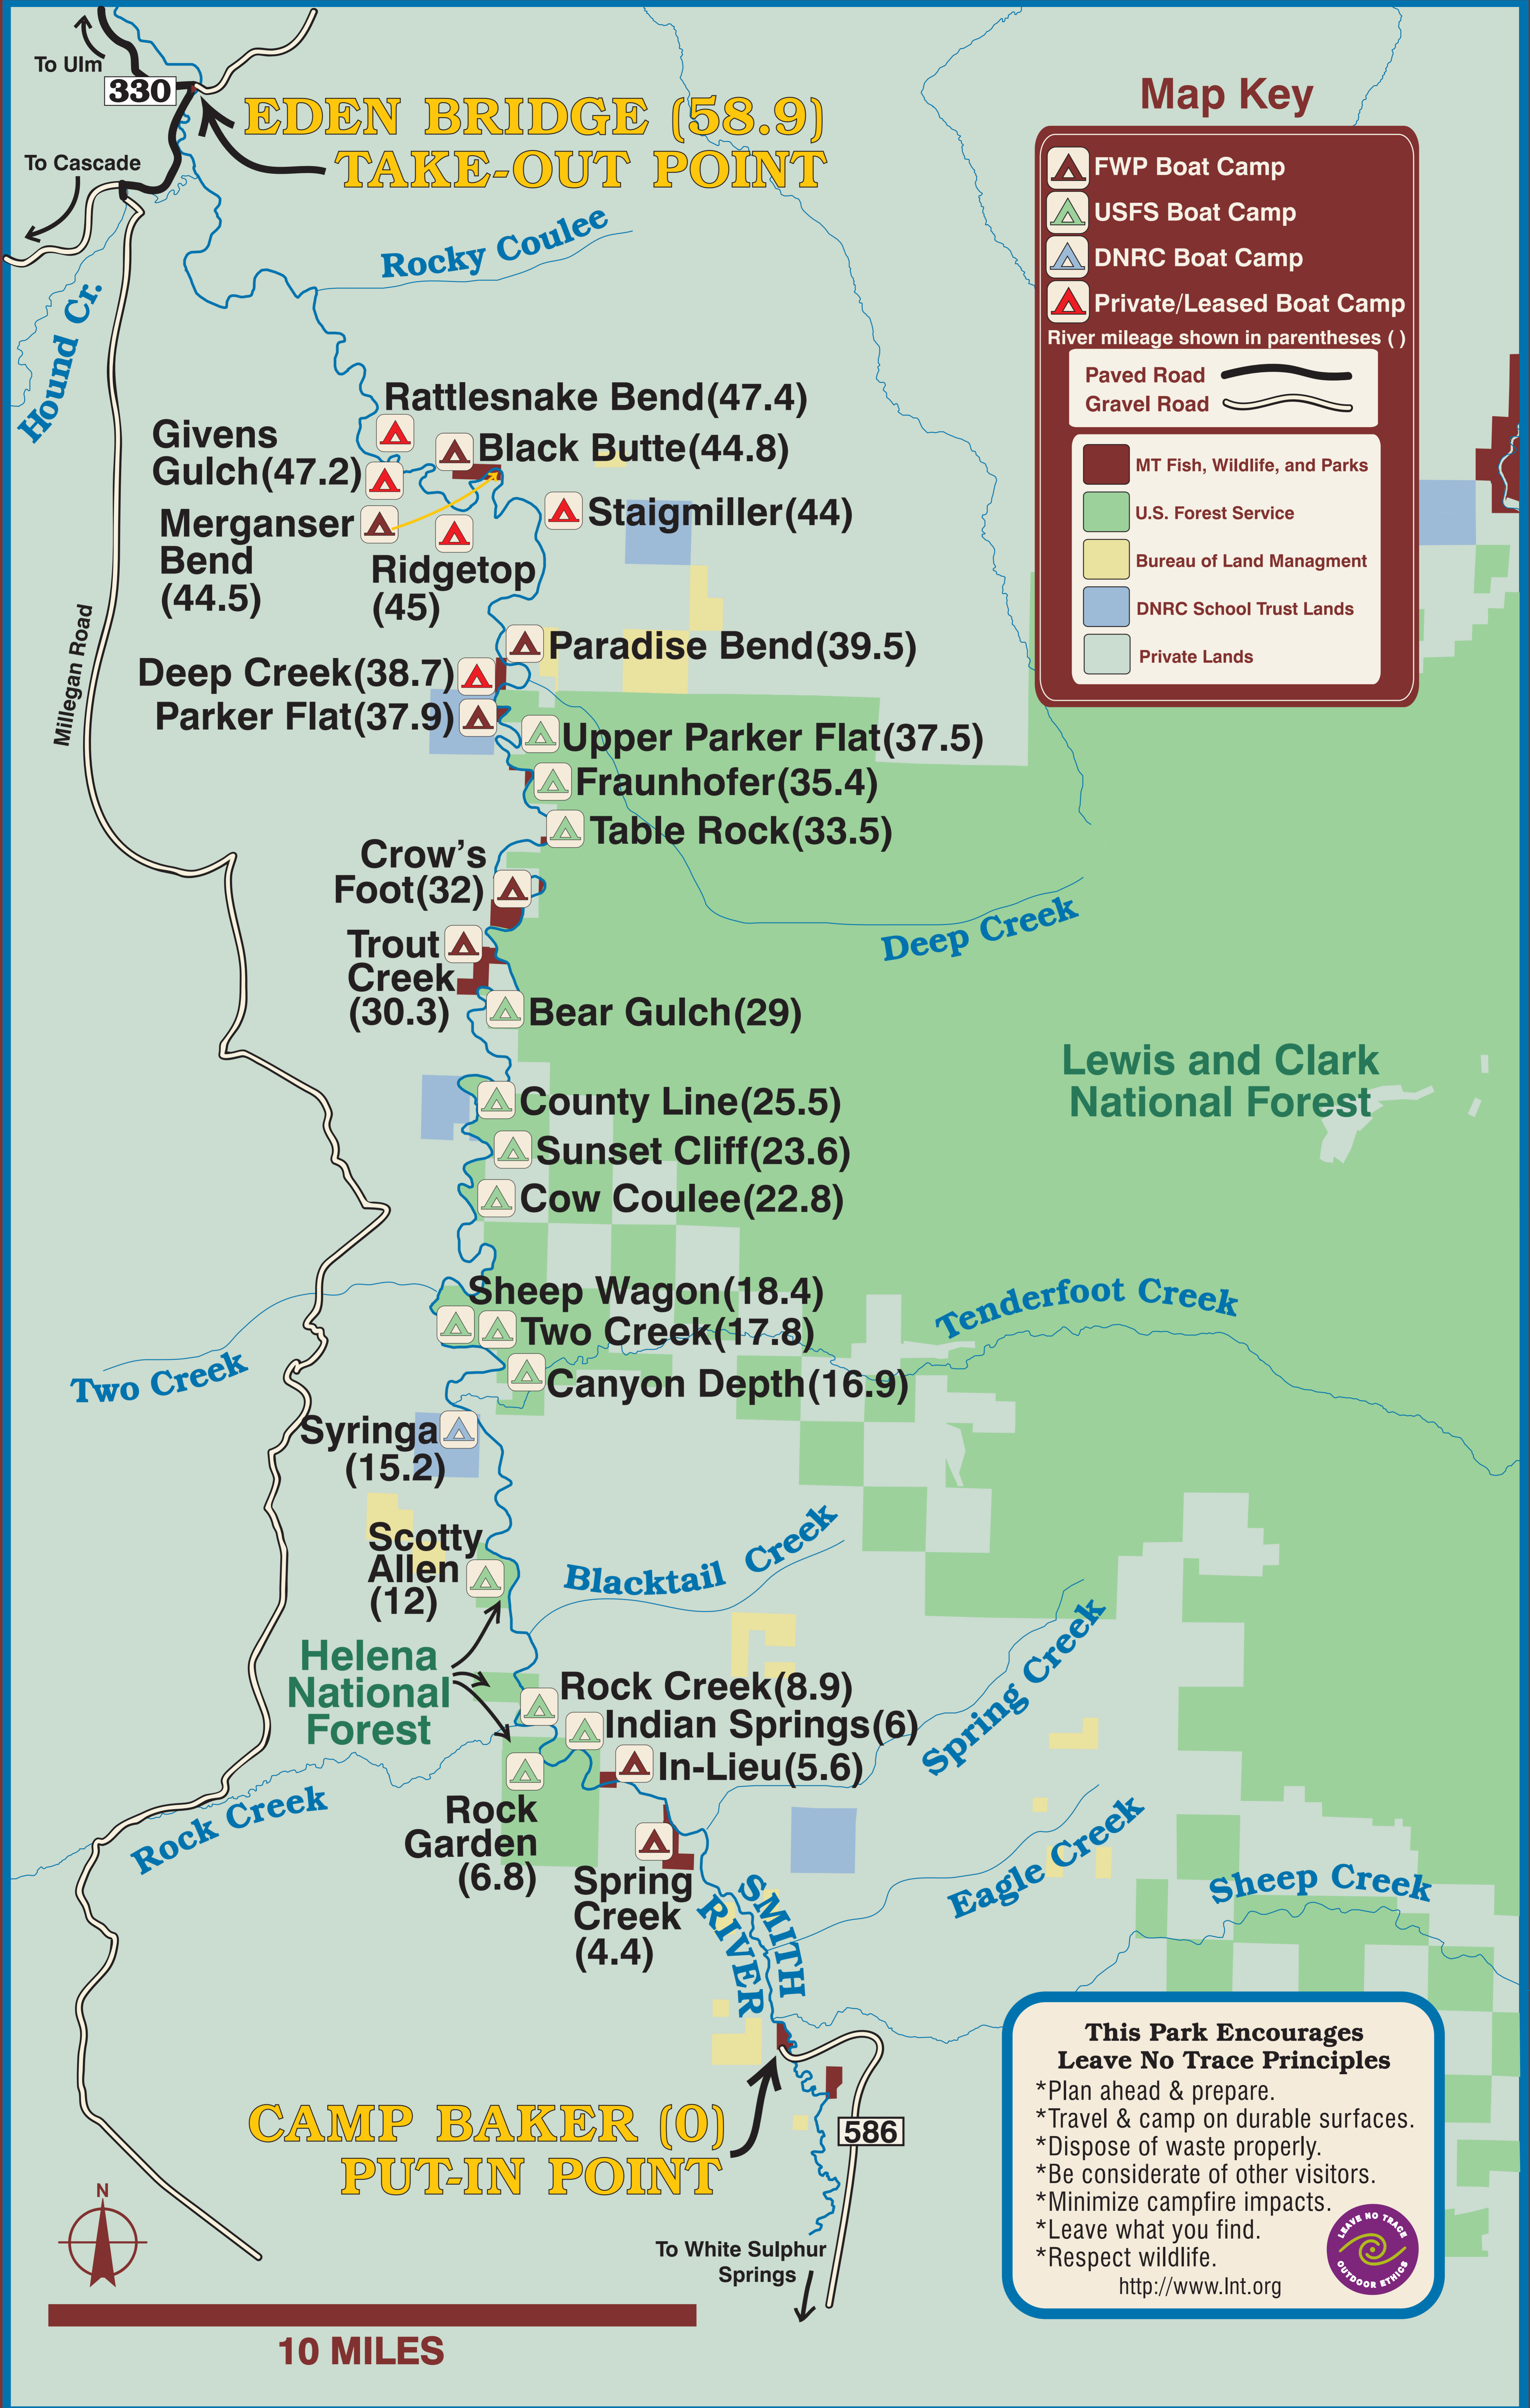 To Ulm
330
EDEN BRIDGE (58.9)
TAKE-OUT POINT
To Cascade
Rocky Coulee
Hound Cr.
Map Key
FWP Boat Camp
USFS Boat Camp
DNRC Boat Camp
Private/Leased Boat Camp
River mileage shown in parentheses ( )
Paved Road
Gravel Road
MT Fish, Wildlife, and Parks
U.S. Forest Service
Bureau of Land Managment
DNRC School Trust Lands
Private Lands
Rattlesnake Bend(47.4)
Givens
Gulch(47.2)
Black Butte(44.8)
Merganser
Bend
(44.5)
Ridgetop
(45)
Staigmiller(44)
Millegan Road
Paradise Bend(39.5)
Deep Creek(38.7)
Parker Flat(37.9)
Upper Parker Flat(37.5)
Fraunhofer(35.4)
Table Rock(33.5)
Crow's
Foot(32)
Deep Creek
Trout
Creek
(30.3)
Bear Gulch(29)
Lewis and Clark
National Forest
County Line(25.5)
Sunset Cliff(23.6)
Cow Coulee(22.8)
Sheep Wagon(18.4)
Two Creek(17.8)
Tenderfoot Creek
Two Creek
Canyon Depth(16.9)
Syringa
(15.2)
Scotty
Allen
(12)
Blacktail Creek
Helena
National
Forest
Rock Creek(8.9)
Indian Springs(6)
In-Lieu(5.6)
Spring Creek
Rock Creek
Rock
Garden
(6.8)
Spring
Creek
(4.4)
Eagle Creek
Sheep Creek
SMITH
RIVER
CAMP BAKER (0)
PUT-IN POINT
586
To White Sulphur
Springs
N
10 MILES
This Park Encourages
Leave No Trace Principles
*Plan ahead & prepare.
*Travel & camp on durable surfaces.
*Dispose of waste properly.
*Be considerate of other visitors.
*Minimize campfire impacts.
*Leave what you find.
*Respect wildlife.
http://www.lnt.org
LEAVE NO TRACE
OUTDOOR ETHICS